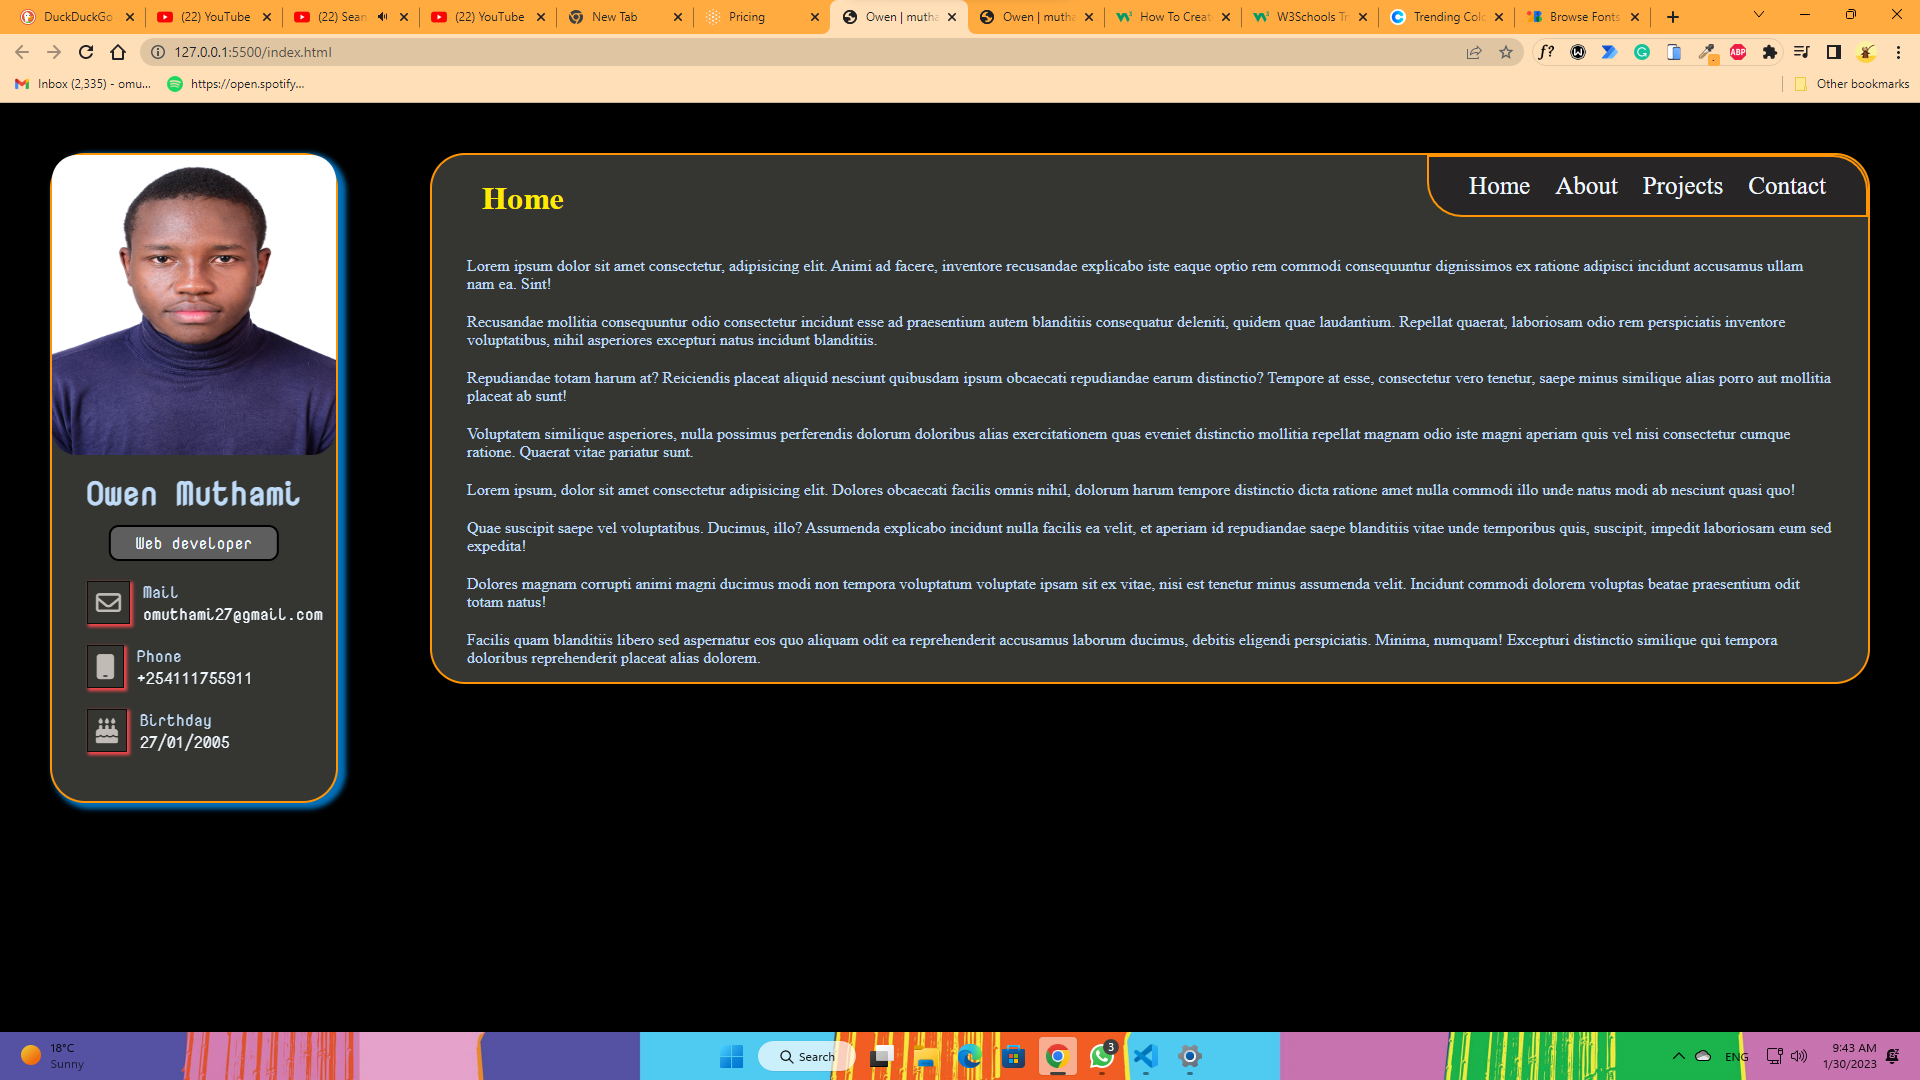 DuckDuckGo
(22) YouTube
(22) Sean
(22) YouTube
New Tab
Pricing
Owen | mutha
Owen | mutha
How To Create
W3Schools Tr
Trending Colo
Browse Fonts
127.0.0.1:5500/index.html
f?
ABP
Inbox (2,335) - omu...
https://open.spotify...
Other bookmarks
Home
Home About Projects Contact
Lorem ipsum dolor sit amet consectetur, adipisicing elit. Animi ad facere, inventore recusandae explicabo iste eaque optio rem commodi consequuntur dignissimos ex ratione adipisci incidunt accusamus ullam
nam ea. Sint!
Recusandae mollitia consequuntur odio consectetur incidunt esse ad praesentium autem blanditiis consequatur deleniti, quidem quae laudantium. Repellat quaerat, laboriosam odio rem perspiciatis inventore
voluptatibus, nihil asperiores excepturi natus incidunt blanditiis.
Repudiandae totam harum at? Reiciendis placeat aliquid nesciunt quibusdam ipsum obcaecati repudiandae earum distinctio? Tempore at esse, consectetur vero tenetur, saepe minus similique alias porro aut mollitia
placeat ab sunt!
Voluptatem similique asperiores, nulla possimus perferendis dolorum doloribus alias exercitationem quas eveniet distinctio mollitia repellat magnam odio iste magni aperiam quis vel nisi consectetur cumque
ratione. Quaerat vitae pariatur sunt.
Lorem ipsum, dolor sit amet consectetur adipisicing elit. Dolores obcaecati facilis omnis nihil, dolorum harum tempore distinctio dicta ratione amet nulla commodi illo unde natus modi ab nesciunt quasi quo!
Quae suscipit saepe vel voluptatibus. Ducimus, illo? Assumenda explicabo incidunt nulla facilis ea velit, et aperiam id repudiandae saepe blanditiis vitae unde temporibus quis, suscipit, impedit laboriosam eum sed
expedita!
Dolores magnam corrupti animi magni ducimus modi non tempora voluptatum voluptate ipsam sit ex vitae, nisi est tenetur minus assumenda velit. Incidunt commodi dolorem voluptas beatae praesentium odit
totam natus!
Facilis quam blanditiis libero sed aspernatur eos quo aliquam odit ea reprehenderit accusamus laborum ducimus, debitis eligendi perspiciatis. Minima, numquam! Excepturi distinctio similique qui tempora
doloribus reprehenderit placeat alias dolorem.
Owen Muthami
Web developer
Mail
omuthami27@gmail.com
Phone
+254111755911
Birthday
27/01/2005
18°C
Sunny
Search
3
ENG
9:43 AM
1/30/2023